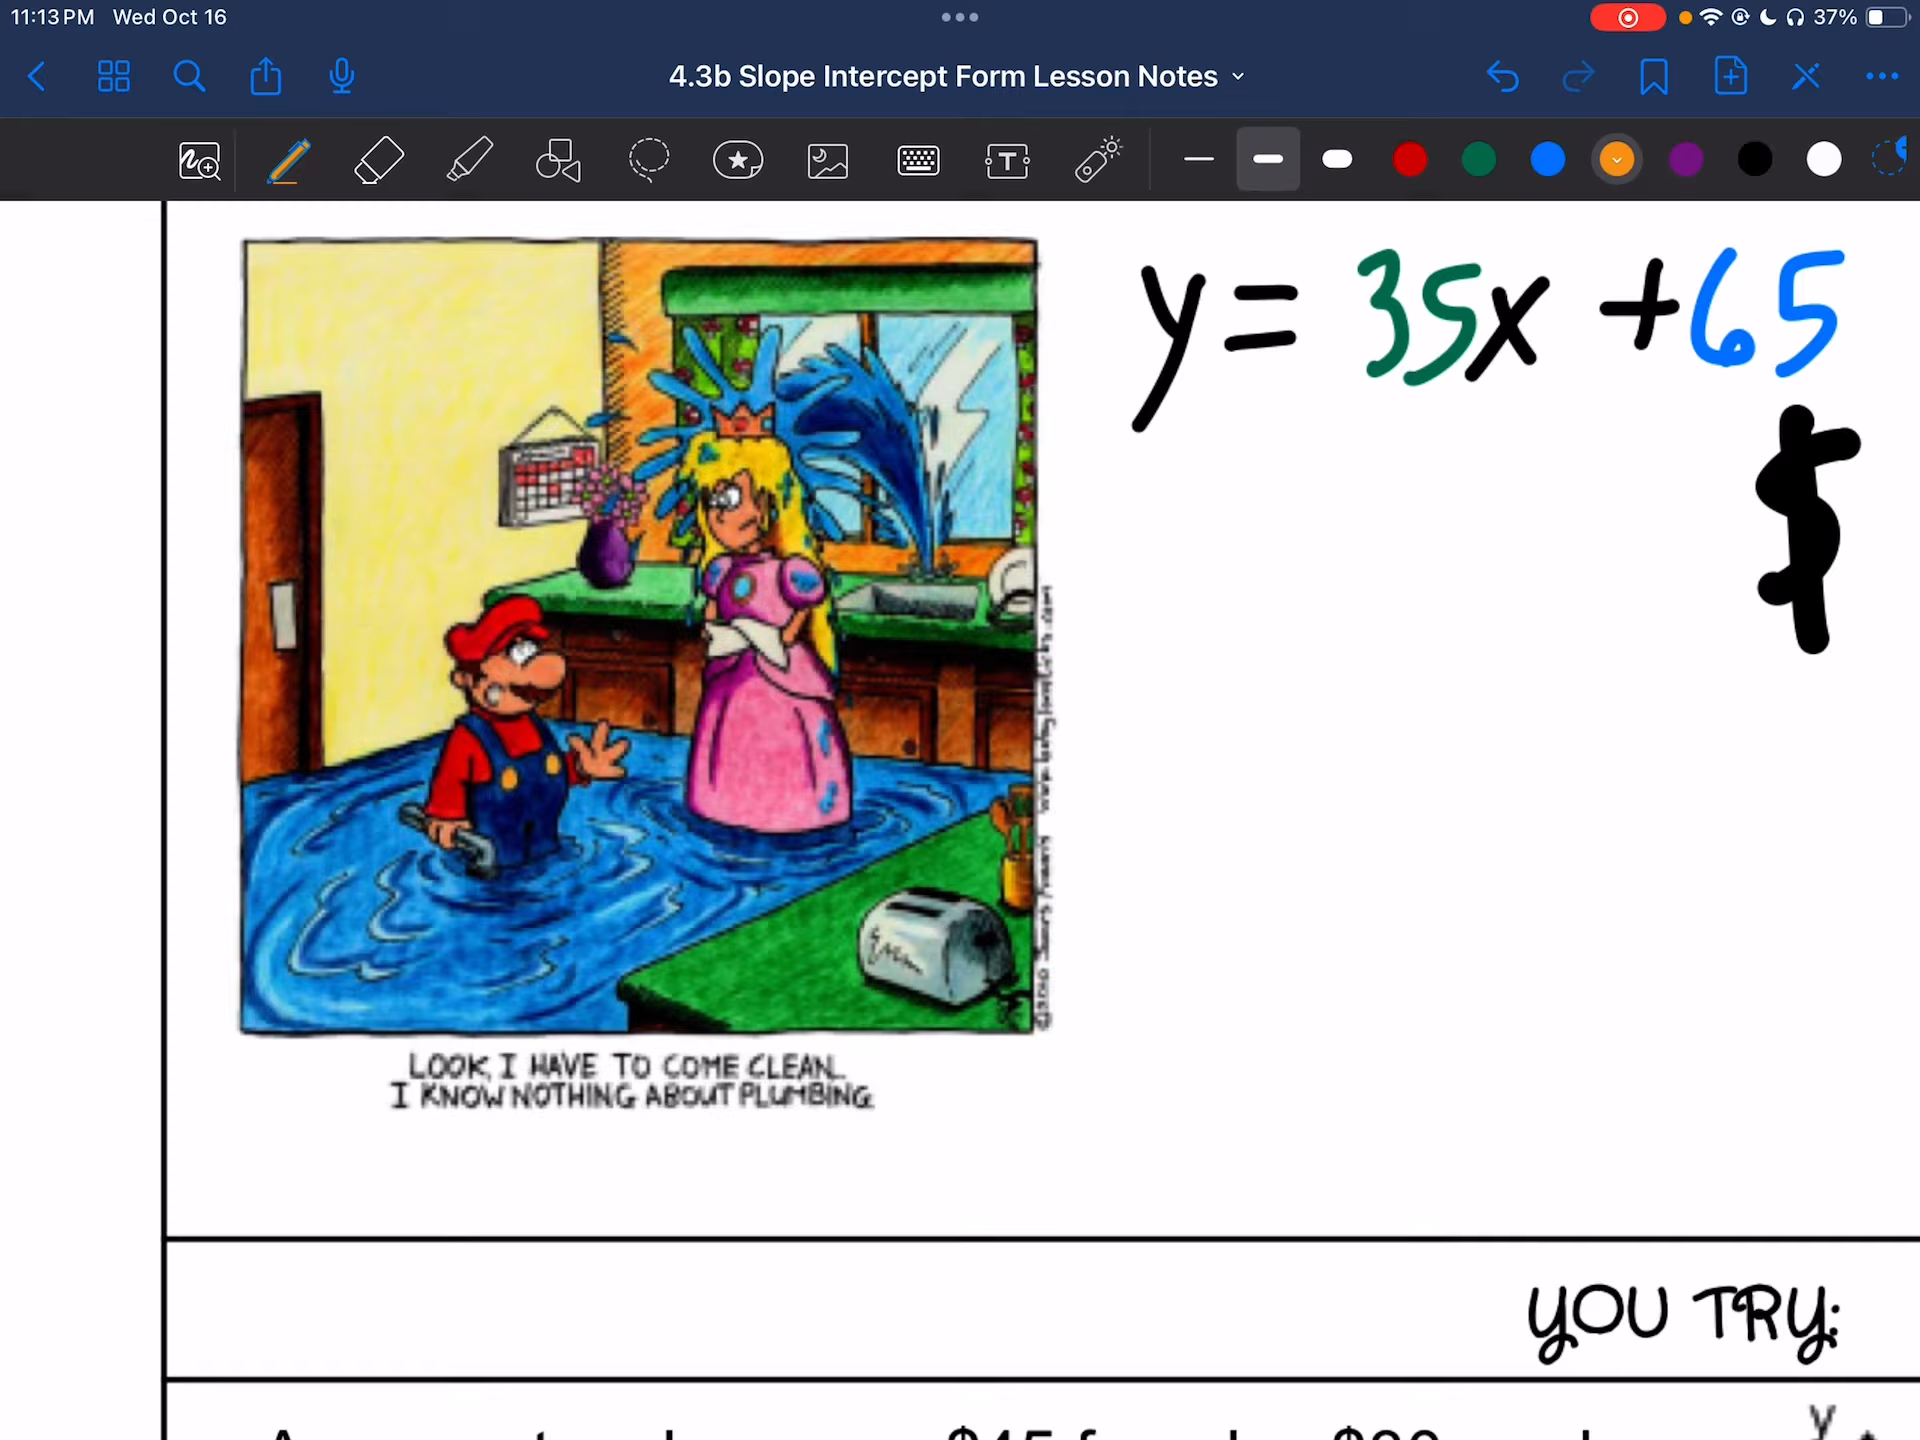 11:13 PM Wed Oct 16
37%
4.3b Slope Intercept Form Lesson Notes
T
y = 35x + 65
$
LOOK, I HAVE TO COME CLEAN.
I KNOW NOTHING ABOUT PLUMBING
YOU TRY:
y